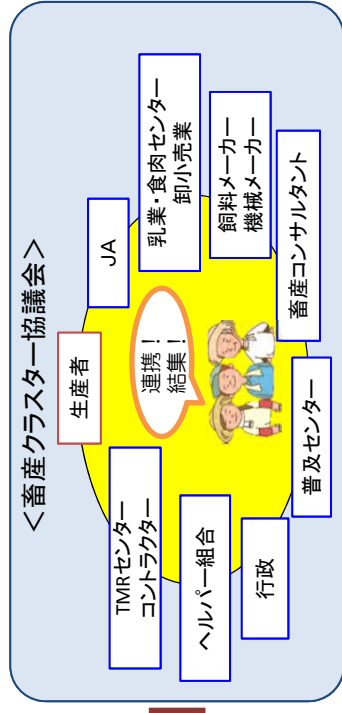 ＜畜産クラスター協議会＞
生産者
JA
乳業・食肉センター
卸小売業
飼料メーカー
機械メーカー
畜産コンサルタント
普及センター
行政
ヘルパー組合
TMRセンター
コントラクター
連携！
結集！